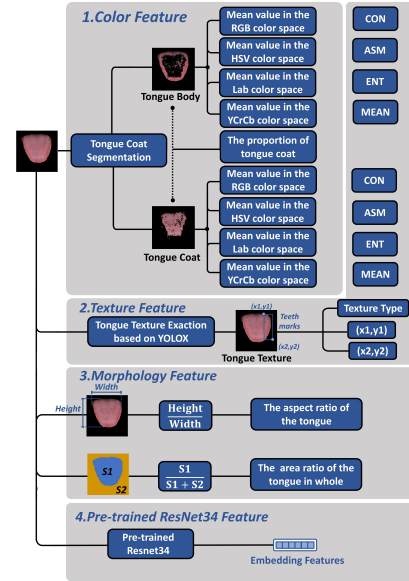 1.Color Feature
Mean value in the
RGB color space
Mean value in the
HSV color space
Mean value in the
Lab color space
Mean value in the
YCrCb color space
CON
ASM
ENT
MEAN
Tongue Body
Tongue Coat
Segmentation
The proportion of
tongue coat
Mean value in the
RGB color space
Mean value in the
HSV color space
Mean value in the
Lab color space
Mean value in the
YCrCb color space
CON
ASM
ENT
MEAN
Tongue Coat
2.Texture Feature
Tongue Texture Exaction
based on YOLOX
(x1,y1)
Teeth
marks
(x2,y2)
Tongue Texture
Texture Type
(x1,y1)
(x2,y2)
3.Morphology Feature
Width
Height
Height
Width
The aspect ratio of
the tongue
S1
S2
S1
S1 + S2
The area ratio of the
tongue in whole
4.Pre-trained ResNet34 Feature
Pre-trained
Resnet34
Embedding Features